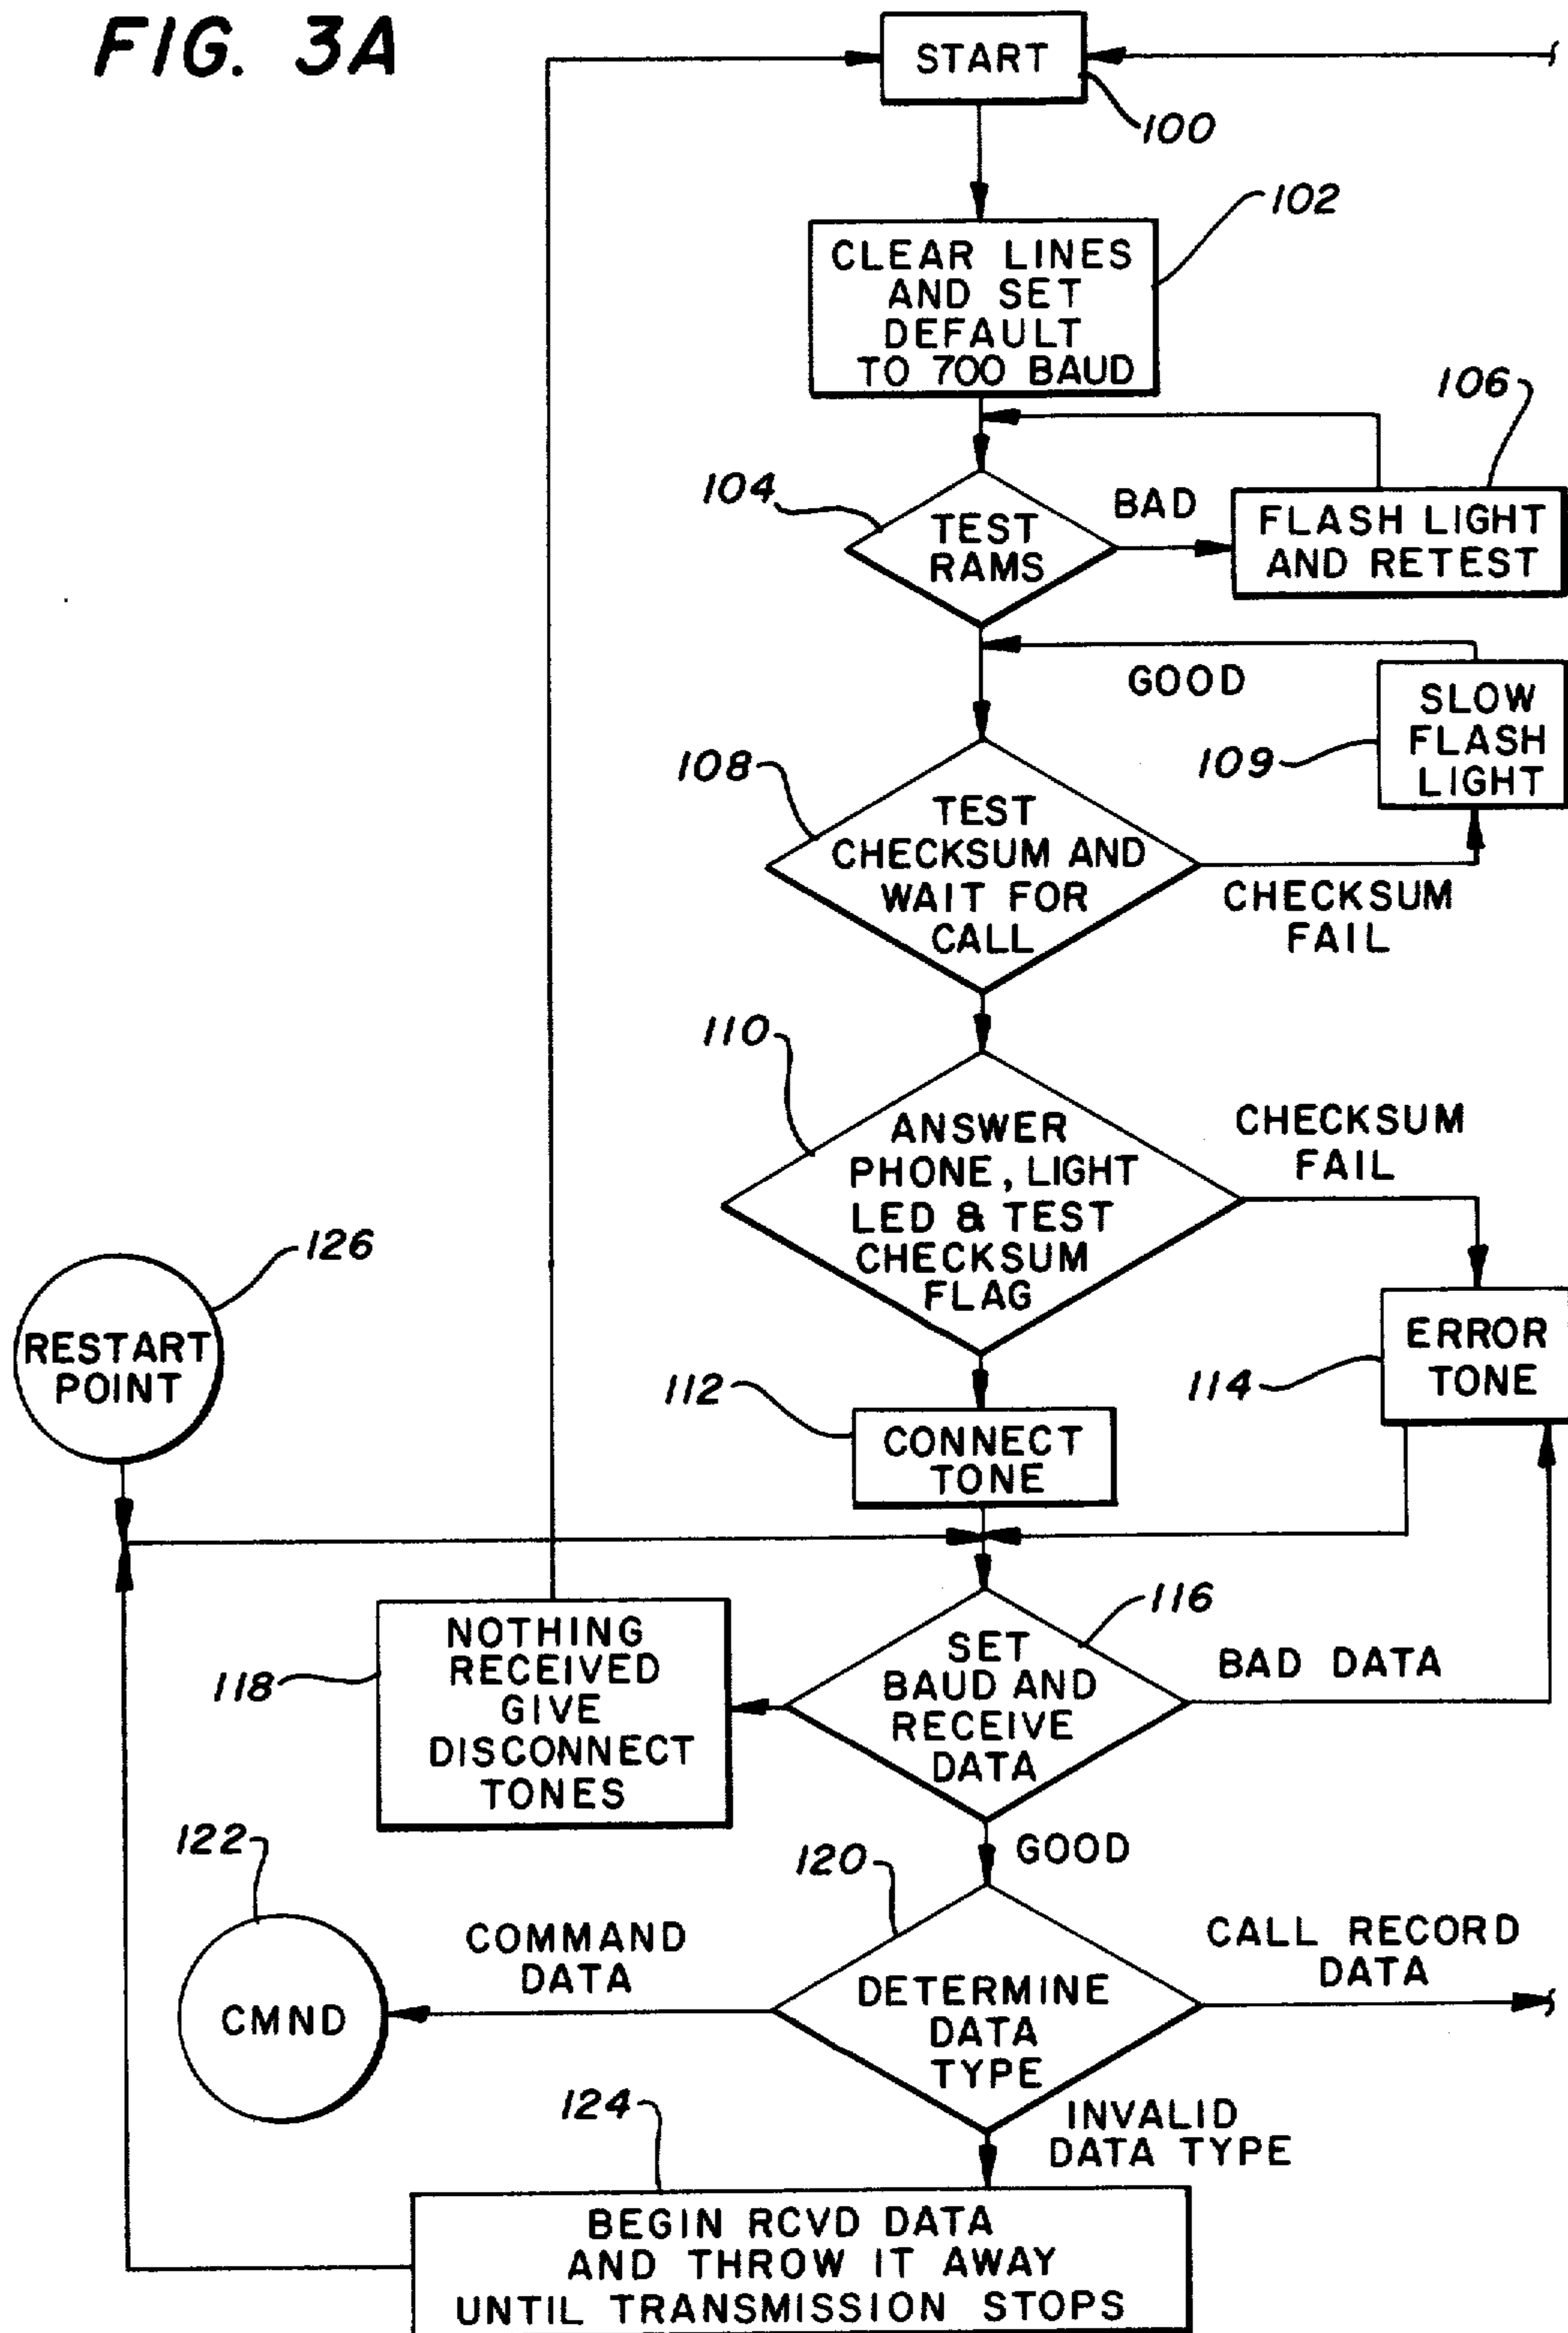 FIG. 3A
START
100
CLEAR LINES
AND SET
DEFAULT
TO 700 BAUD
102
104
TEST
RAMS
BAD
106
FLASH LIGHT
AND RETEST
GOOD
SLOW
FLASH
LIGHT
109
108
TEST
CHECKSUM AND
WAIT FOR
CALL
CHECKSUM
FAIL
110
ANSWER
PHONE, LIGHT
LED & TEST
CHECKSUM
FLAG
CHECKSUM
FAIL
126
RESTART
POINT
112
CONNECT
TONE
114
ERROR
TONE
116
SET
BAUD AND
RECEIVE
DATA
BAD DATA
118
NOTHING
RECEIVED
GIVE
DISCONNECT
TONES
GOOD
120
DETERMINE
DATA
TYPE
122
CMND
COMMAND
DATA
CALL RECORD
DATA
INVALID
DATA TYPE
124
BEGIN RCVD DATA
AND THROW IT AWAY
UNTIL TRANSMISSION STOPS